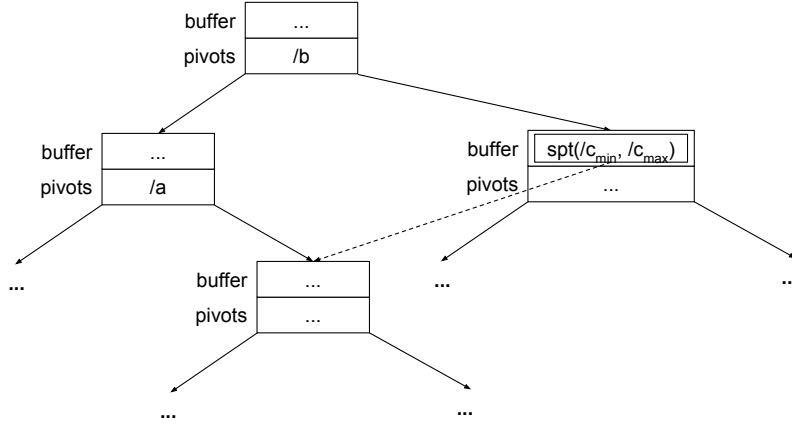 buffer ...
pivots /b
buffer ...
pivots /a
buffer spt(/c_min, /c_max)
pivots ...
... ... ...
buffer ...
pivots ...
... ...